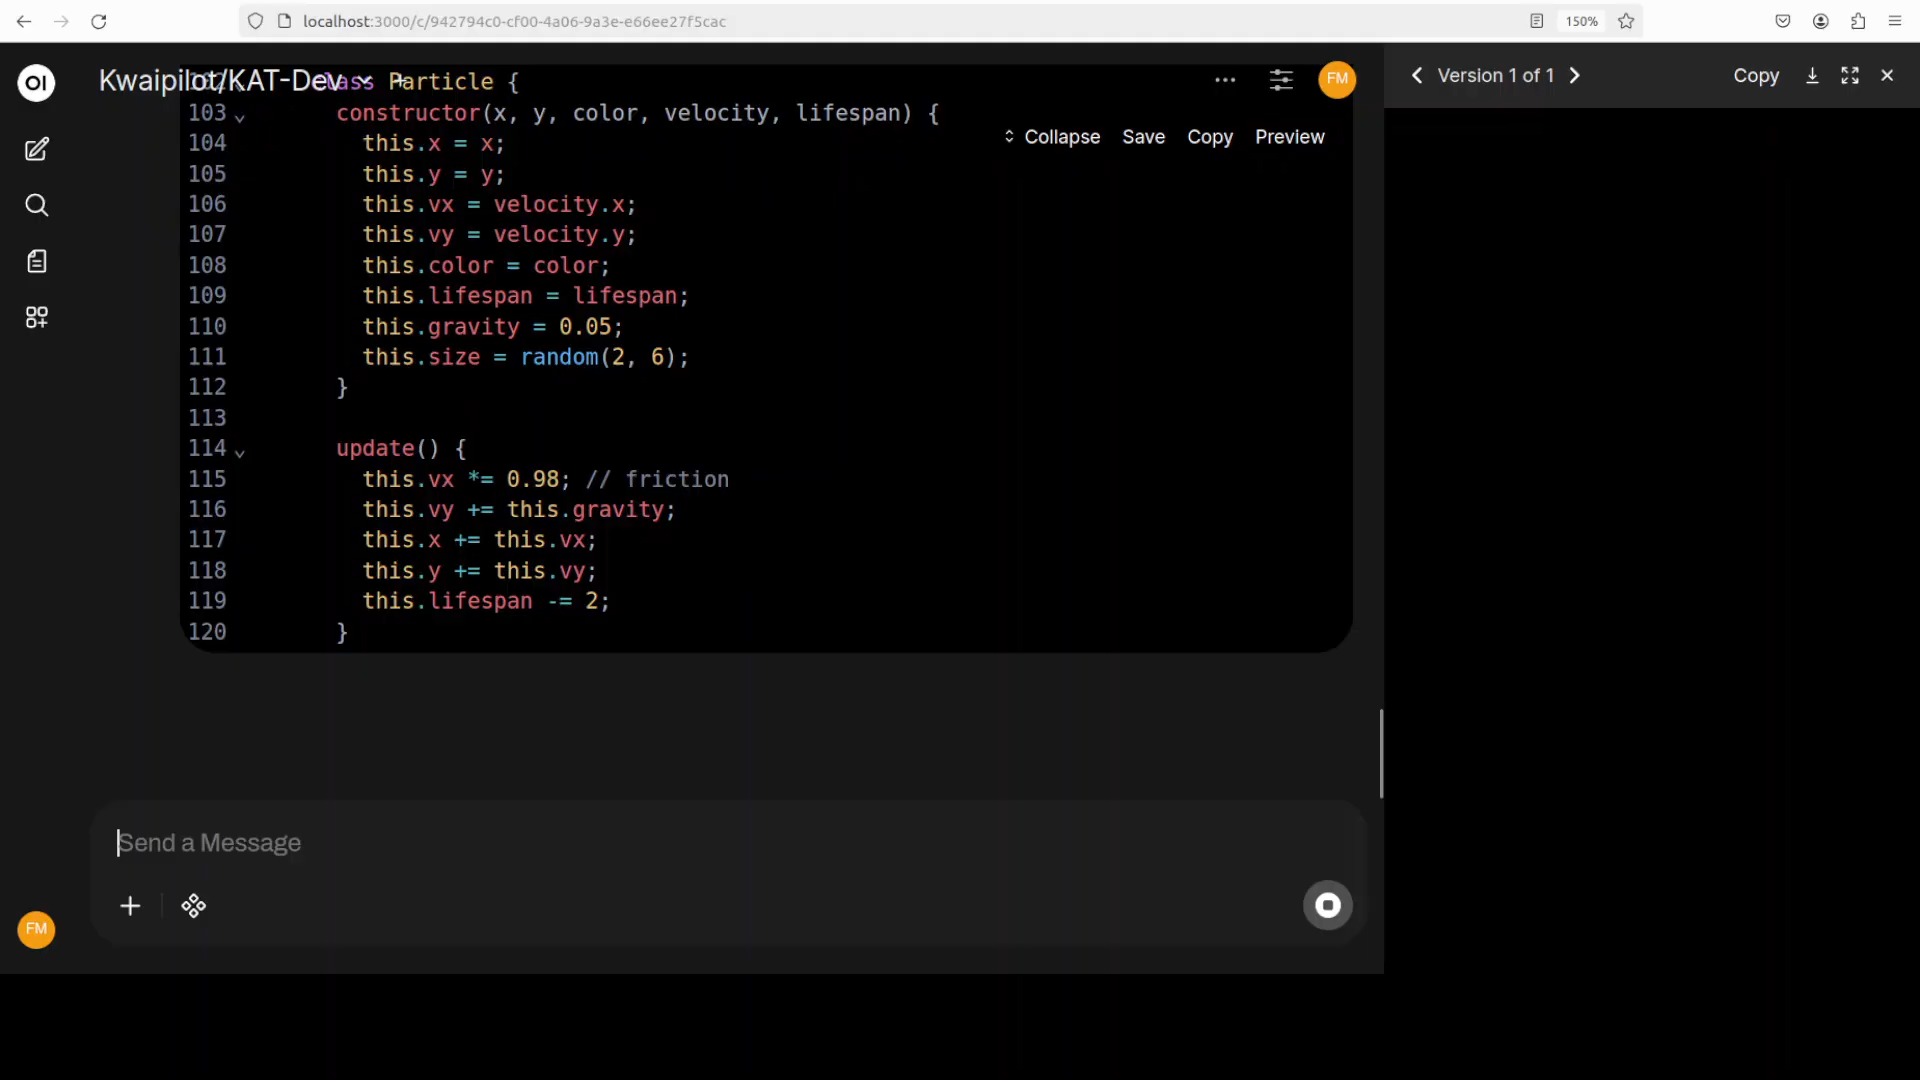 localhost:3000/c/942794c0-cf00-4a06-9a3e-e66ee27f5cac
150%
OI
Kwaipilot/KAT-Dev
FM
Version 1 of 1
Copy
Collapse Save Copy Preview
class Particle {
103 constructor(x, y, color, velocity, lifespan) {
104 this.x = x;
105 this.y = y;
106 this.vx = velocity.x;
107 this.vy = velocity.y;
108 this.color = color;
109 this.lifespan = lifespan;
110 this.gravity = 0.05;
111 this.size = random(2, 6);
112 }
113
114 update() {
115 this.vx *= 0.98; // friction
116 this.vy += this.gravity;
117 this.x += this.vx;
118 this.y += this.vy;
119 this.lifespan -= 2;
120 }
Send a Message
FM